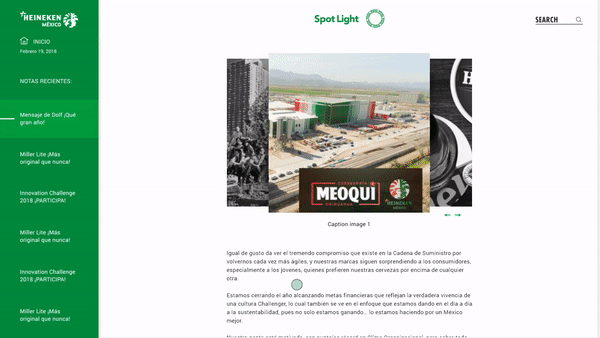 HEINEKEN
MÉXICO
INICIO
Febrero 19, 2018
NOTAS RECIENTES:
Mensaje de Dolf ¡Qué
gran año!
Miller Lite ¡Más
original que nunca!
Innovation Challenge
2018 ¡PARTICIPA!
Miller Lite ¡Más
original que nunca!
Innovation Challenge
2018 ¡PARTICIPA!
Miller Lite ¡Más
original que nunca!
Spot Light
SEARCH
CERVECERÍA
MEOQUI
CHIHUAHUA
HEINEKEN
MÉXICO
Caption image 1
Igual de gusto da ver el tremendo compromiso que existe en la Cadena de Suministro por
volvernos cada vez más ágiles, y nuestras marcas siguen sorprendiendo a los consumidores,
especialmente a los jóvenes, quienes prefieren nuestras cervezas por encima de cualquier
otra.
Estamos cerrando el año alcanzando metas financieras que reflejan la verdadera vivencia de
una cultura Challenger, lo cual también se ve en el enfoque que estamos dando en el día a día
a la sustentabilidad, pues no solo estamos ganando... lo estamos haciendo por un México
mejor.